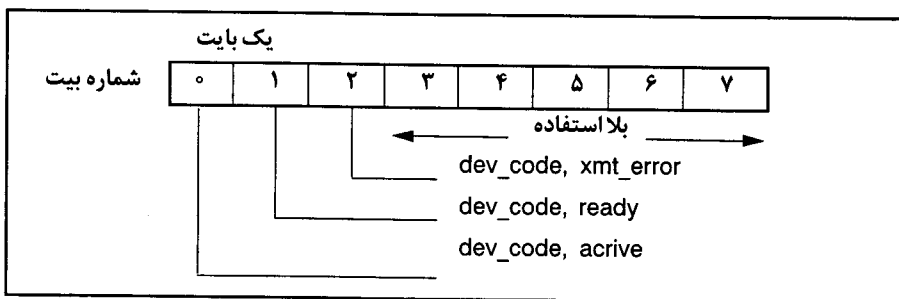 یک بایت
شماره بیت ۰ ۱ ۲ ۳ ۴ ۵ ۶ ۷
بلا استفاده
dev_code, xmt_error
dev_code, ready
dev_code, acrive